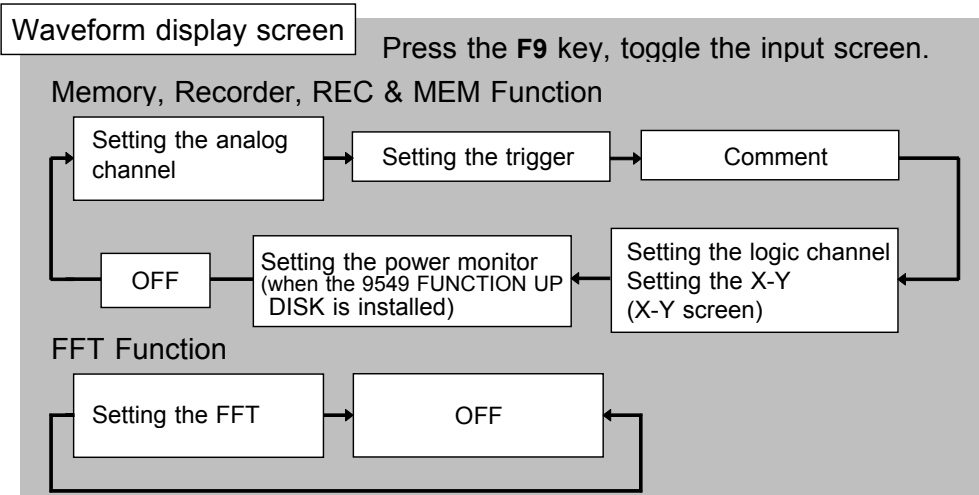 Waveform display screen
Press the F9 key, toggle the input screen.
Memory, Recorder, REC & MEM Function
Setting the analog
channel
Setting the trigger
Comment
OFF
Setting the power monitor
(when the 9549 FUNCTION UP
DISK is installed)
Setting the logic channel
Setting the X-Y
(X-Y screen)
FFT Function
Setting the FFT
OFF